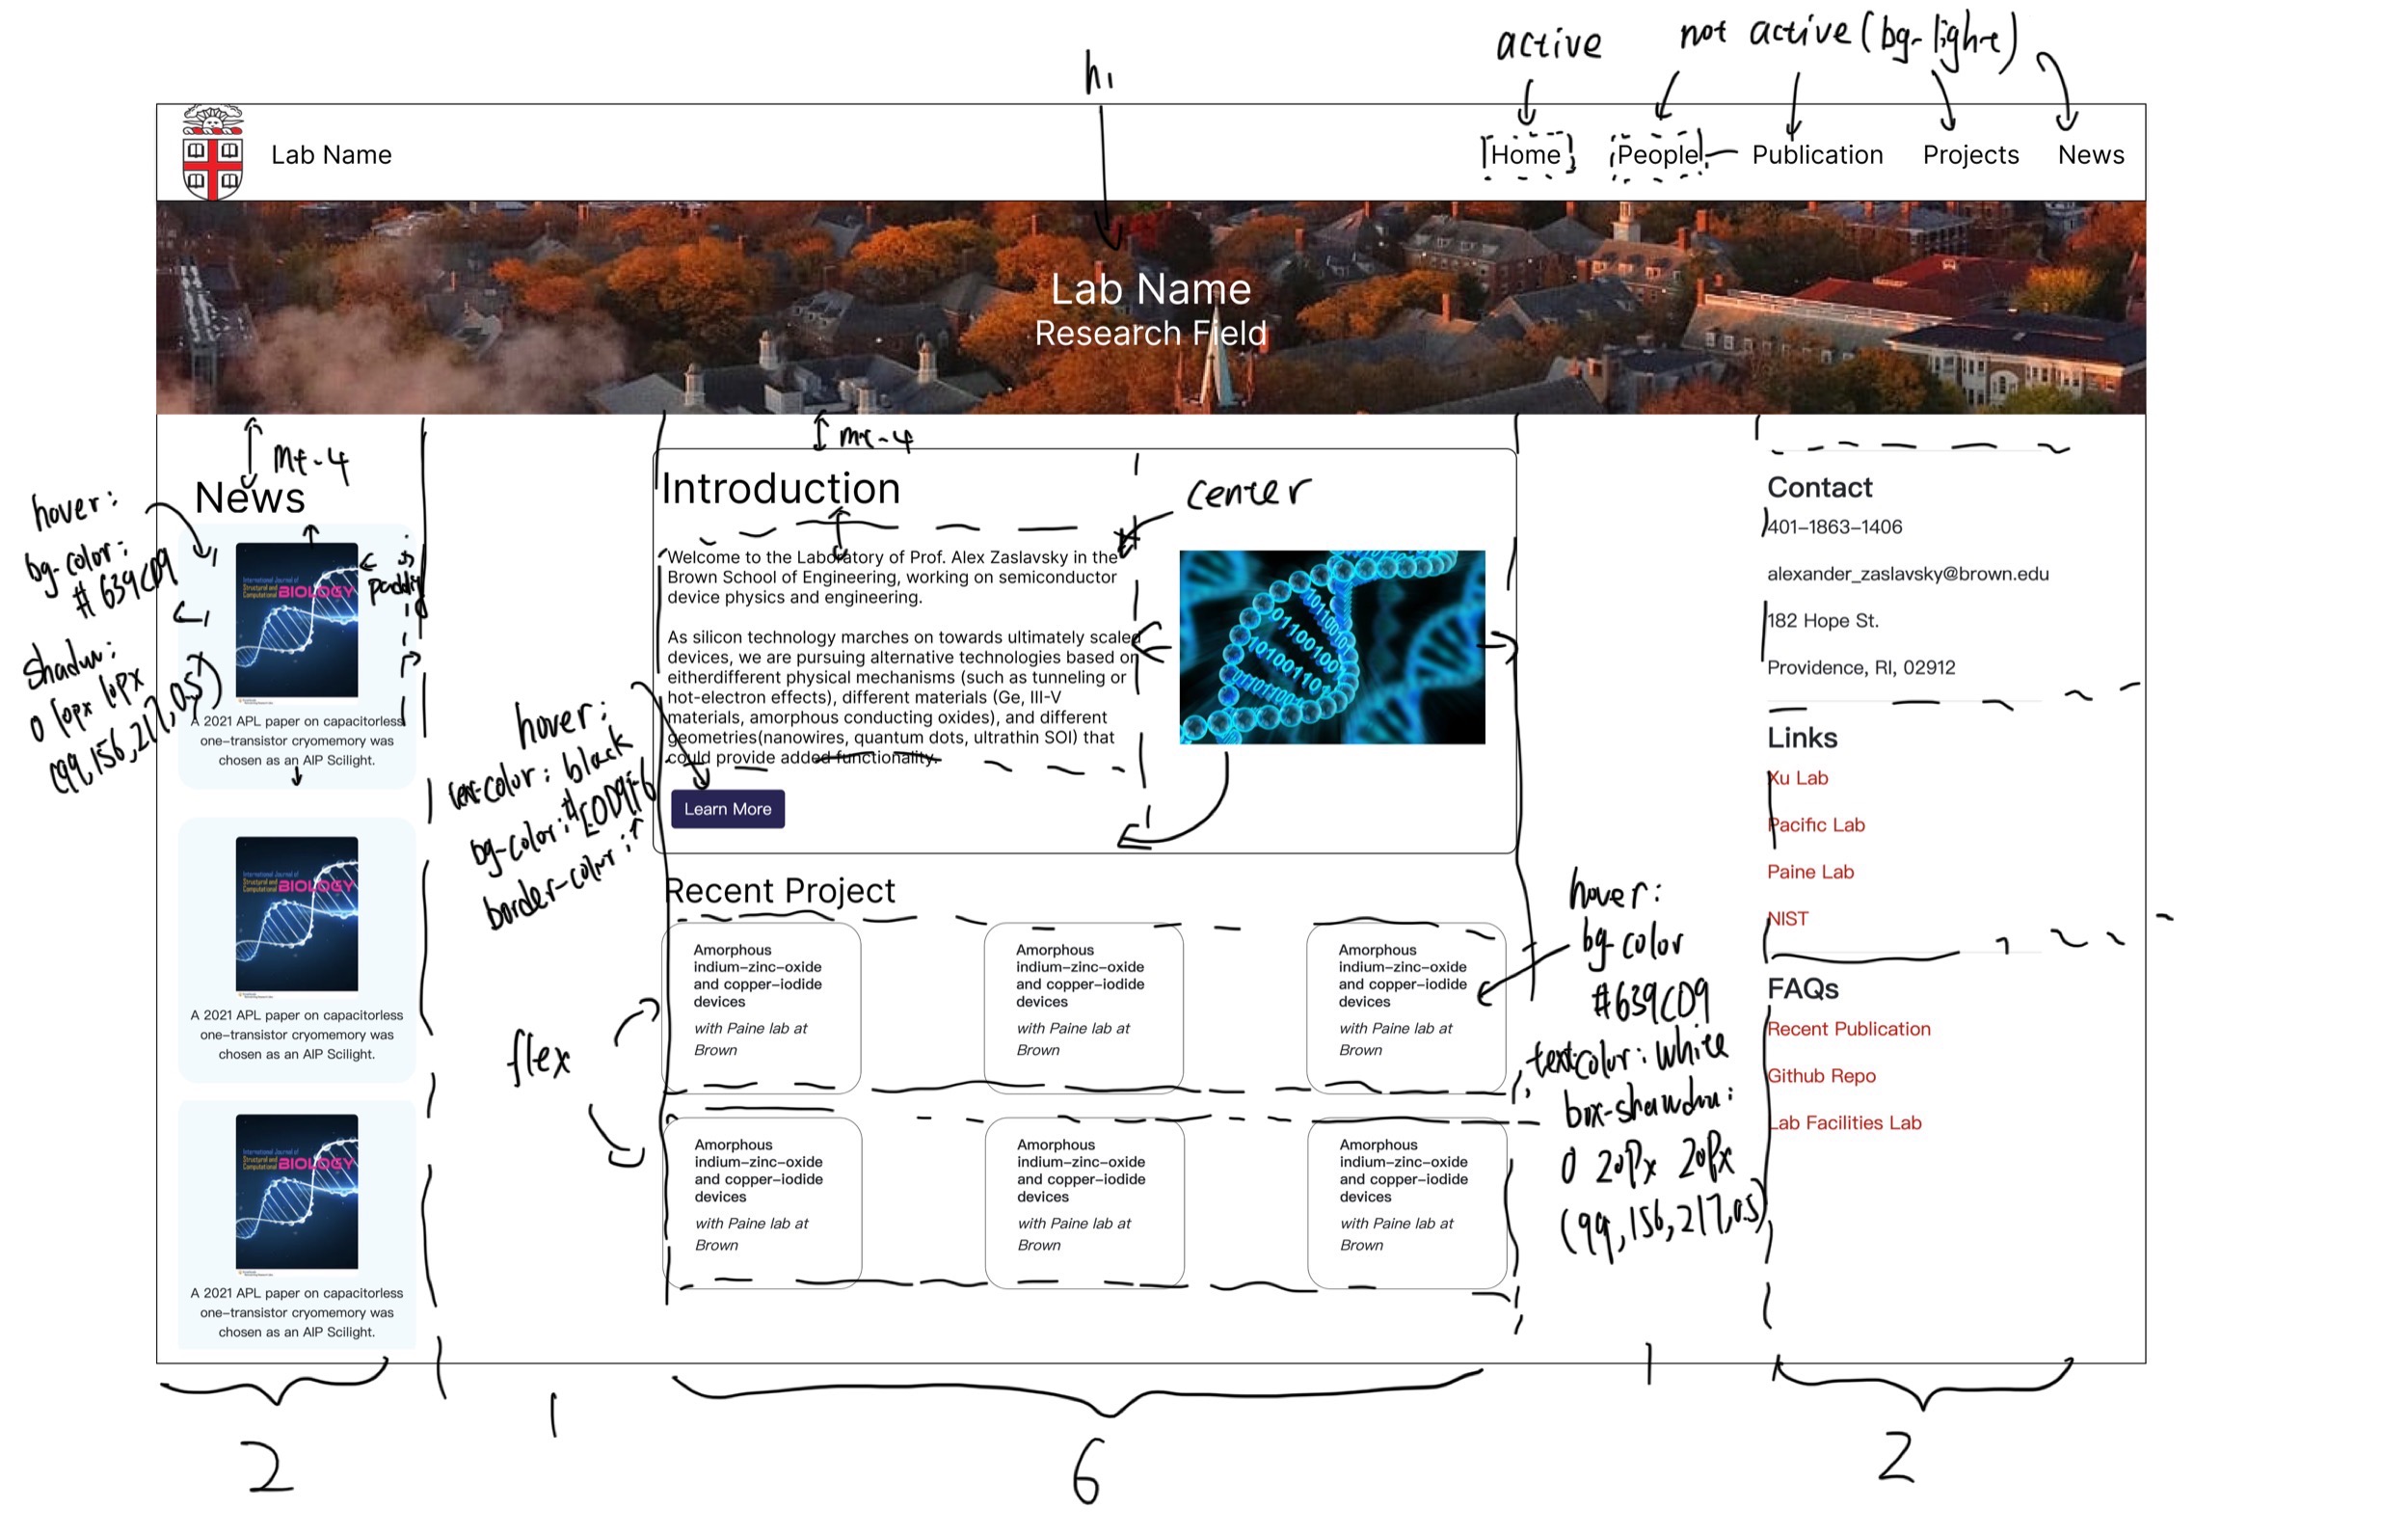 active
not active (bg-light)
h1
Lab Name
Home
People
Publication
Projects
News
Lab Name
Research Field
mt-4
News
hover:
bg-color:
#639CD9
shadow:
0 10px 10px
(99,156,217,0.5)
padding
International Journal of
Structural and
Computational BIOLOGY
A 2021 APL paper on capacitorless
one-transistor cryomemory was
chosen as an AIP Scilight.
International Journal of
Structural and
Computational BIOLOGY
A 2021 APL paper on capacitorless
one-transistor cryomemory was
chosen as an AIP Scilight.
International Journal of
Structural and
Computational BIOLOGY
A 2021 APL paper on capacitorless
one-transistor cryomemory was
chosen as an AIP Scilight.
mt-4
Introduction
center
Welcome to the Laboratory of Prof. Alex Zaslavsky in the
Brown School of Engineering, working on semiconductor
device physics and engineering.
As silicon technology marches on towards ultimately scaled
devices, we are pursuing alternative technologies based on
eitherdifferent physical mechanisms (such as tunneling or
hot-electron effects), different materials (Ge, III-V
materials, amorphous conducting oxides), and different
geometries(nanowires, quantum dots, ultrathin SOI) that
could provide added functionality.
Learn More
hover:
text-color: black
bg-color:
border-color:
Recent Project
flex
Amorphous
indium-zinc-oxide
and copper-iodide
devices
with Paine lab at
Brown
Amorphous
indium-zinc-oxide
and copper-iodide
devices
with Paine lab at
Brown
Amorphous
indium-zinc-oxide
and copper-iodide
devices
with Paine lab at
Brown
Amorphous
indium-zinc-oxide
and copper-iodide
devices
with Paine lab at
Brown
Amorphous
indium-zinc-oxide
and copper-iodide
devices
with Paine lab at
Brown
Amorphous
indium-zinc-oxide
and copper-iodide
devices
with Paine lab at
Brown
hover:
bg-color
#639CD9
textcolor: white
box-shawdow:
0 20px 20px
(99,156,217,0.5)
Contact
401-1863-1406
alexander_zaslavsky@brown.edu
182 Hope St.
Providence, RI, 02912
Links
Xu Lab
Pacific Lab
Paine Lab
NIST
FAQs
Recent Publication
Github Repo
Lab Facilities Lab
2
1
6
1
2